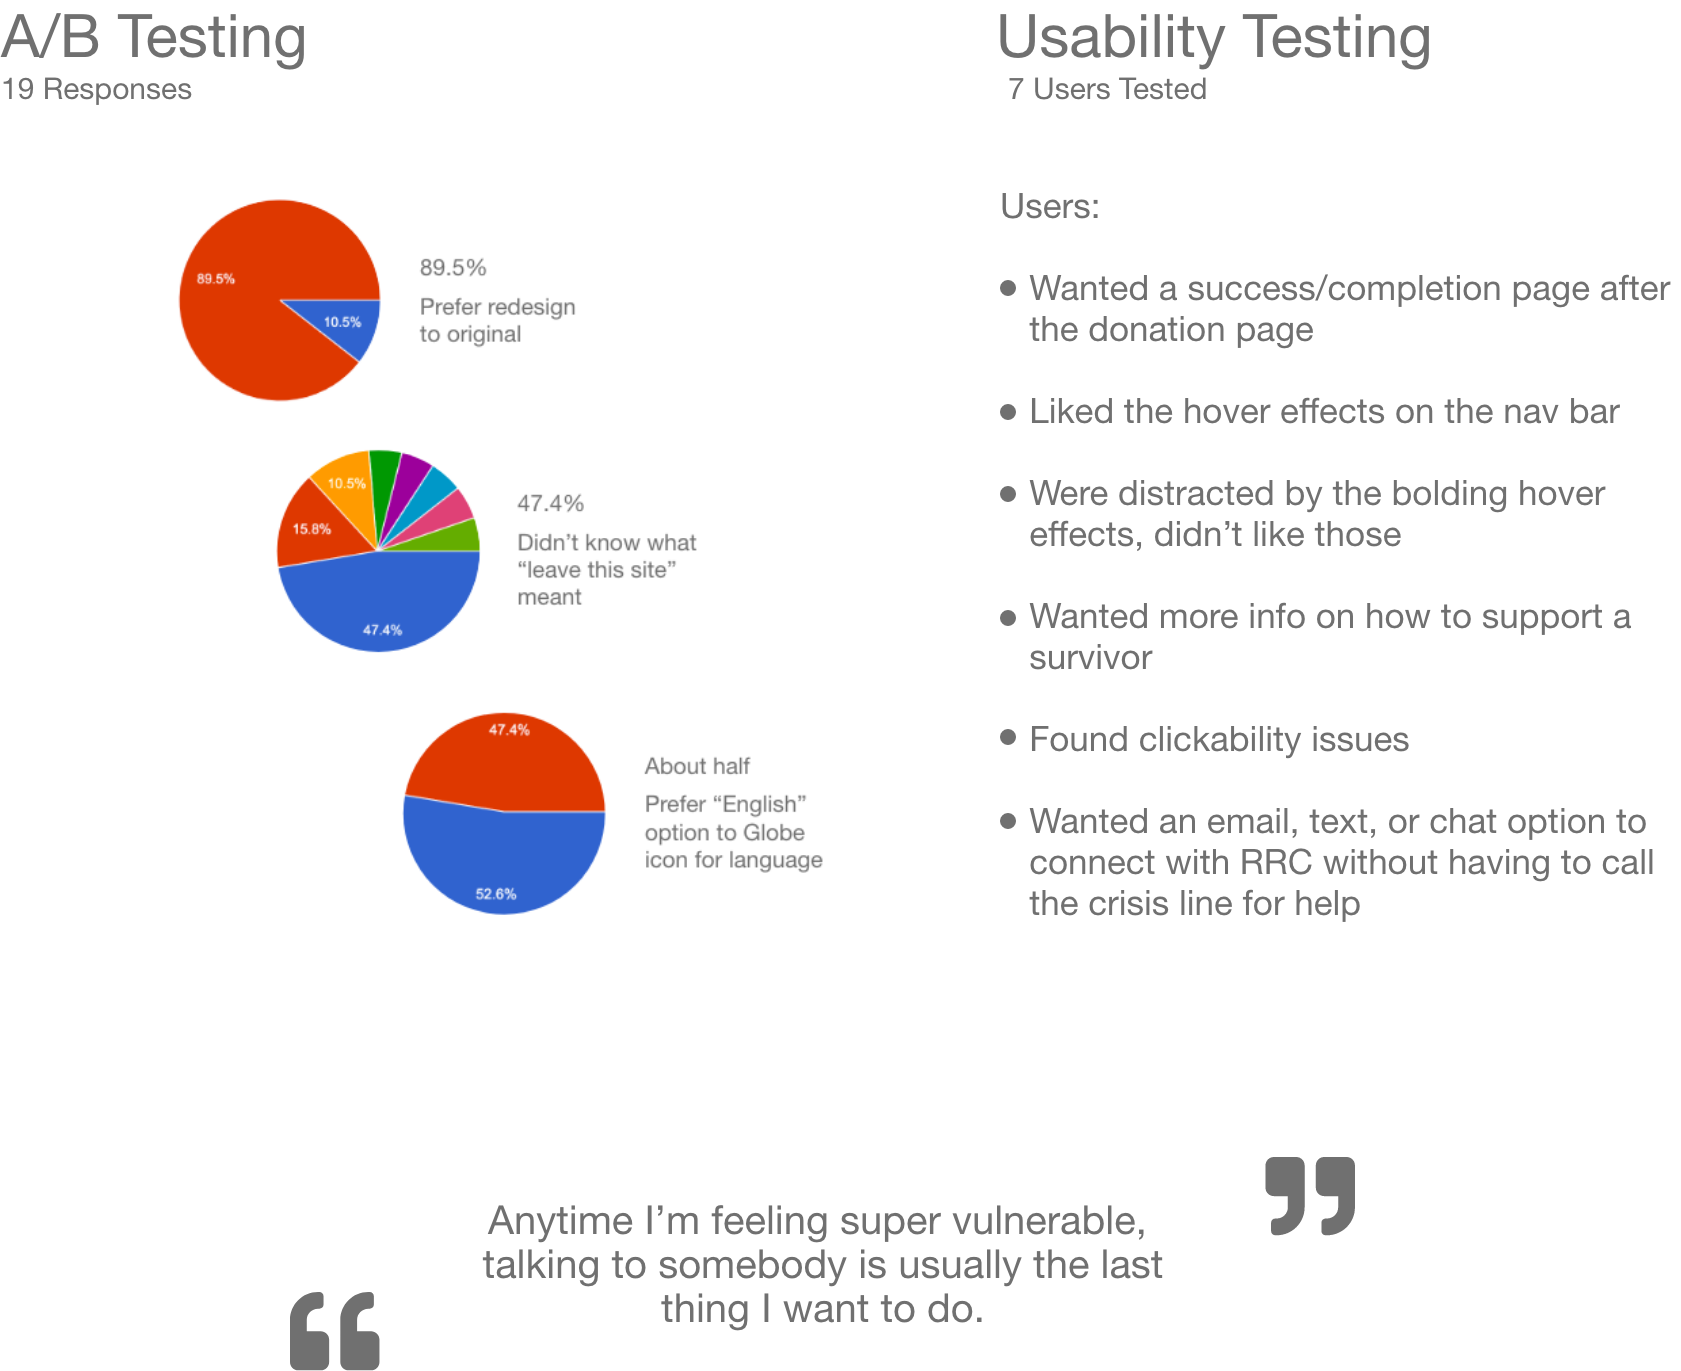 A/B Testing
19 Responses
89.5%
10.5%
89.5%
Prefer redesign
to original
10.5%
15.8%
47.4%
47.4%
Didn’t know what
“leave this site”
meant
47.4%
52.6%
About half
Prefer “English”
option to Globe
icon for language
Usability Testing
7 Users Tested
Users:
• Wanted a success/completion page after
the donation page
• Liked the hover effects on the nav bar
• Were distracted by the bolding hover
effects, didn’t like those
• Wanted more info on how to support a
survivor
• Found clickability issues
• Wanted an email, text, or chat option to
connect with RRC without having to call
the crisis line for help
“
Anytime I’m feeling super vulnerable,
talking to somebody is usually the last
thing I want to do.
”